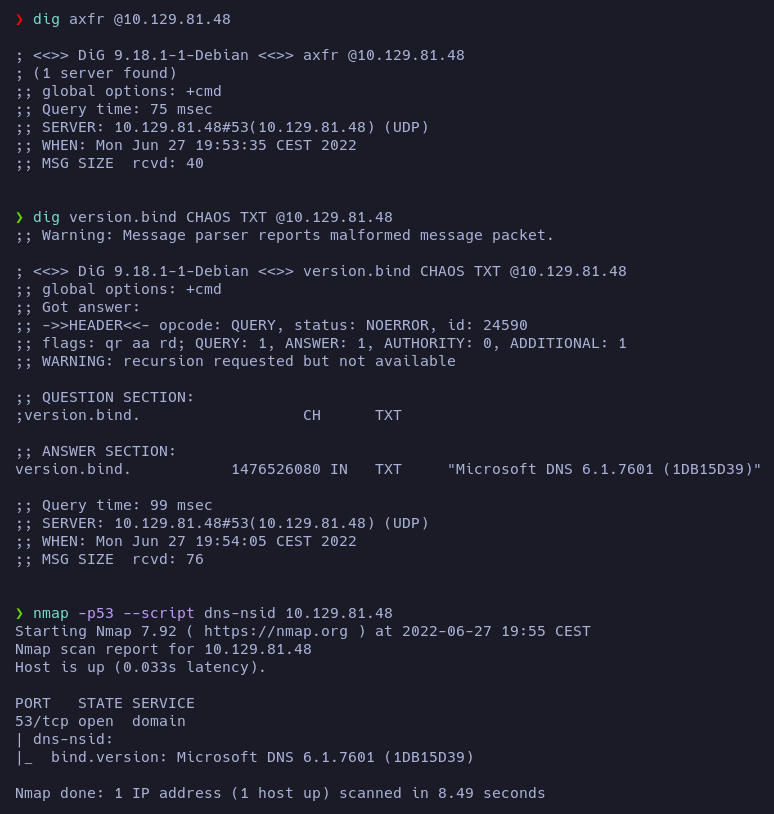 ❯ dig axfr @10.129.81.48

; <<>> DiG 9.18.1-1-Debian <<>> axfr @10.129.81.48
; (1 server found)
;; global options: +cmd
;; Query time: 75 msec
;; SERVER: 10.129.81.48#53(10.129.81.48) (UDP)
;; WHEN: Mon Jun 27 19:53:35 CEST 2022
;; MSG SIZE  rcvd: 40

❯ dig version.bind CHAOS TXT @10.129.81.48
;; Warning: Message parser reports malformed message packet.

; <<>> DiG 9.18.1-1-Debian <<>> version.bind CHAOS TXT @10.129.81.48
;; global options: +cmd
;; Got answer:
;; ->>HEADER<<- opcode: QUERY, status: NOERROR, id: 24590
;; flags: qr aa rd; QUERY: 1, ANSWER: 1, AUTHORITY: 0, ADDITIONAL: 1
;; WARNING: recursion requested but not available

;; QUESTION SECTION:
;version.bind.                  CH      TXT

;; ANSWER SECTION:
version.bind.           1476526080 IN   TXT     "Microsoft DNS 6.1.7601 (1DB15D39)"

;; Query time: 99 msec
;; SERVER: 10.129.81.48#53(10.129.81.48) (UDP)
;; WHEN: Mon Jun 27 19:54:05 CEST 2022
;; MSG SIZE  rcvd: 76

❯ nmap -p53 --script dns-nsid 10.129.81.48
Starting Nmap 7.92 ( https://nmap.org ) at 2022-06-27 19:55 CEST
Nmap scan report for 10.129.81.48
Host is up (0.033s latency).

PORT   STATE SERVICE
53/tcp open  domain
| dns-nsid:
|_  bind.version: Microsoft DNS 6.1.7601 (1DB15D39)

Nmap done: 1 IP address (1 host up) scanned in 8.49 seconds